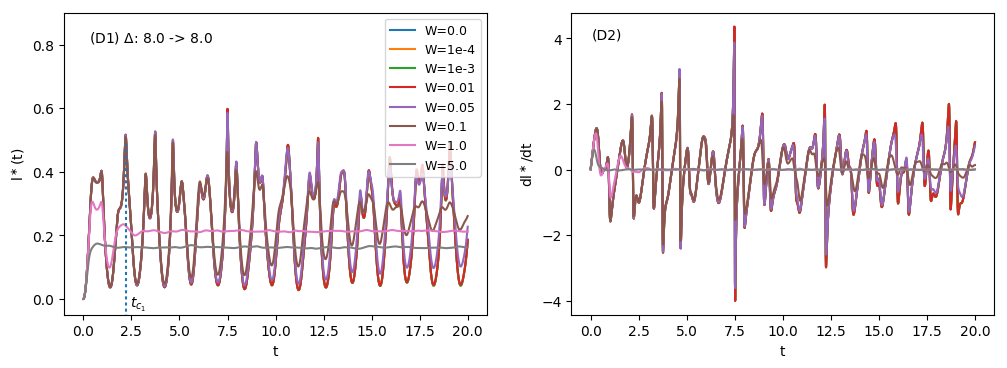 (D1) Δ: 8.0 -> 8.0
W=0.0
W=1e-4
W=1e-3
W=0.01
W=0.05
W=0.1
W=1.0
W=5.0
0.8
0.6
0.4
0.2
0.0
l * (t)
t_{c_1}
0.0 2.5 5.0 7.5 10.0 12.5 15.0 17.5 20.0
t
(D2)
4
2
0
−2
−4
dl * /dt
0.0 2.5 5.0 7.5 10.0 12.5 15.0 17.5 20.0
t